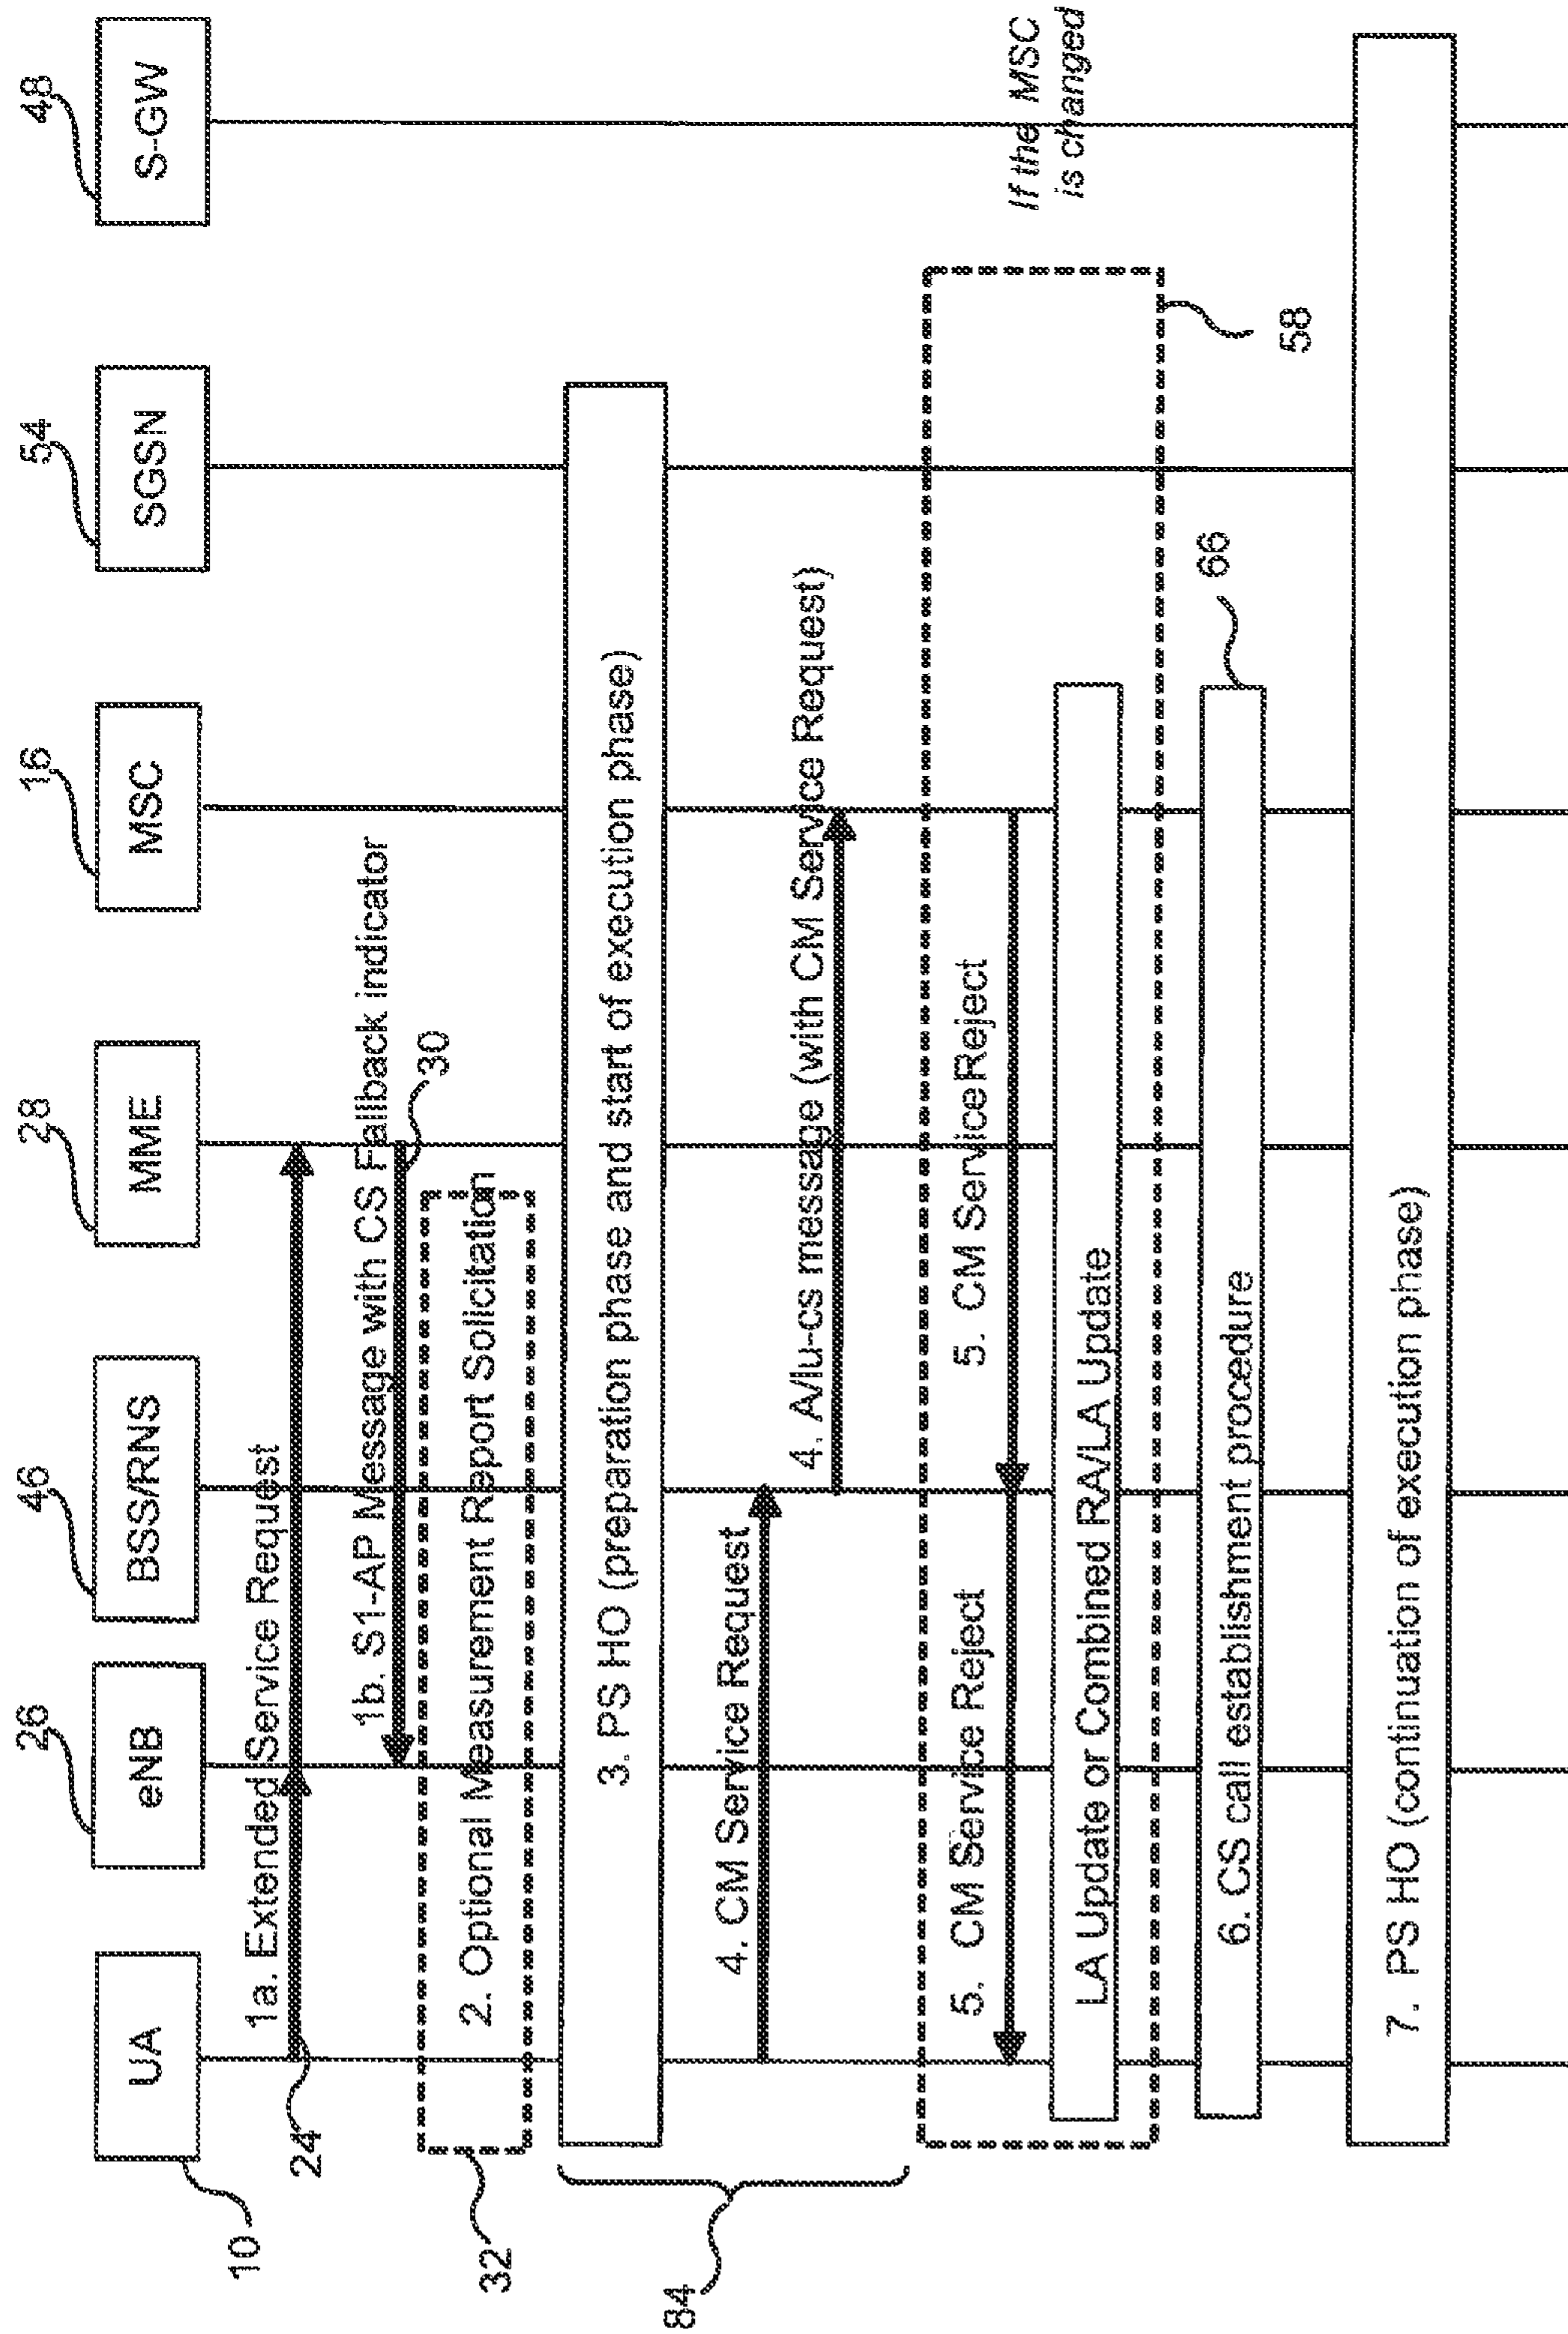 10
UA
26
eNB
46
BSS/RNS
28
MME
16
MSC
54
SGSN
48
S-GW
24
1a. Extended Service Request
1b. S1-AP Message with CS Fallback indicator
30
32
2. Optional Measurement Report Solicitation
84
3. PS HO (preparation phase and start of execution phase)
4. CM Service Request
4. A/Iu-cs message (with CM Service Request)
5. CM Service Reject
5. CM Service Reject
If the MSC
is changed
LA Update or Combined RA/LA Update
58
6. CS call establishment procedure
66
7. PS HO (continuation of execution phase)